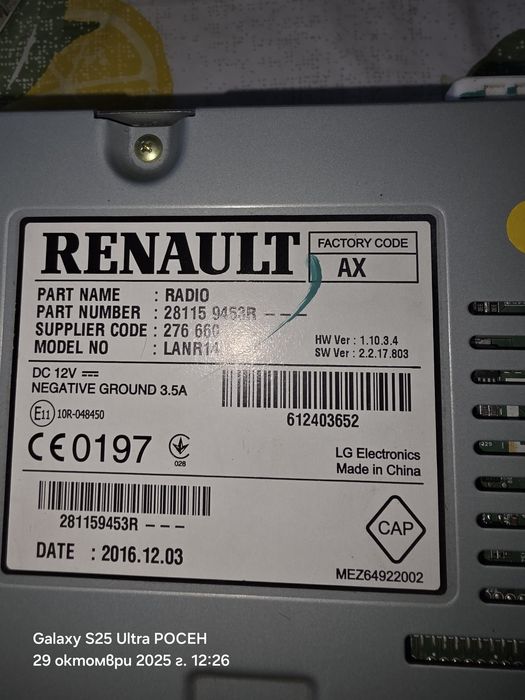 RENAULT
FACTORY CODE
AX
PART NAME : RADIO
PART NUMBER : 28115 9453R - - -
SUPPLIER CODE : 276 660
MODEL NO : LANR14
HW Ver : 1.10.3.4
SW Ver : 2.2.17.803
DC 12V ⎓
NEGATIVE GROUND 3.5A
612403652
E11 10R-048450
CE 0197
028
LG Electronics
Made in China
281159453R - - -
CAP
DATE : 2016.12.03
MEZ64922002
Galaxy S25 Ultra РОСЕН
29 октомври 2025 г. 12:26